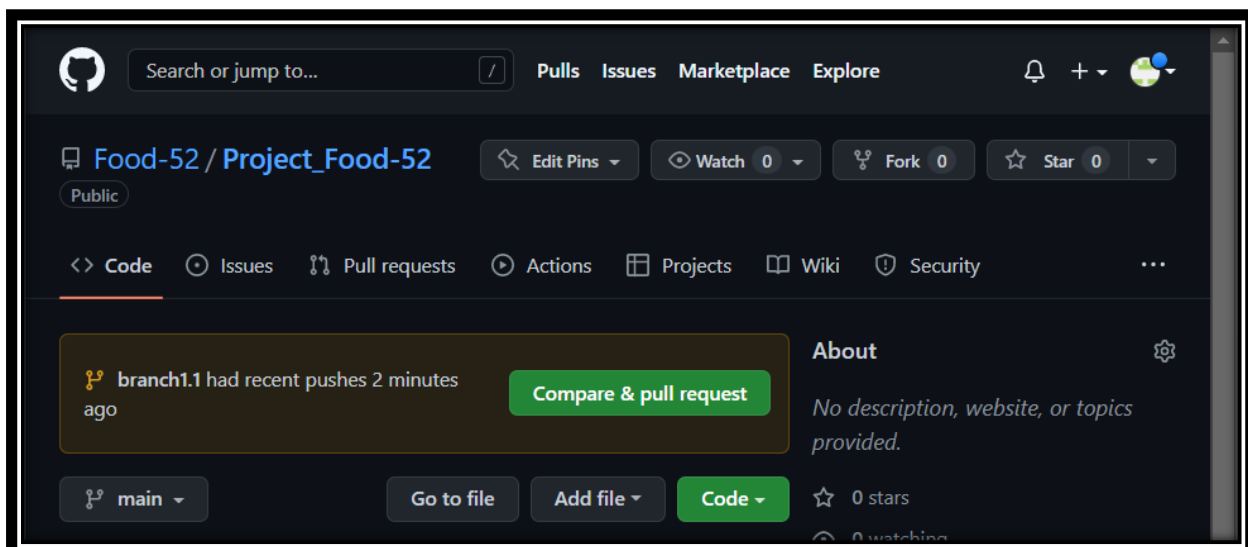 Search or jump to... / Pulls Issues Marketplace Explore
Food-52 / Project_Food-52 Edit Pins Watch 0 Fork 0 Star 0
Public
Code Issues Pull requests Actions Projects Wiki Security
branch1.1 had recent pushes 2 minutes
ago
Compare & pull request
main Go to file Add file Code
About
No description, website, or topics
provided.
0 stars
0 watching